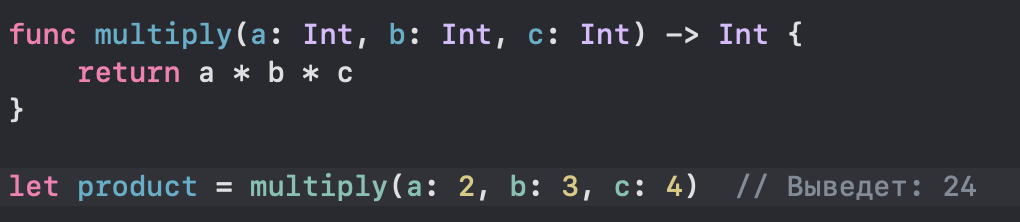 func multiply(a: Int, b: Int, c: Int) -> Int {
    return a * b * c
}
let product = multiply(a: 2, b: 3, c: 4)  // Выведет: 24